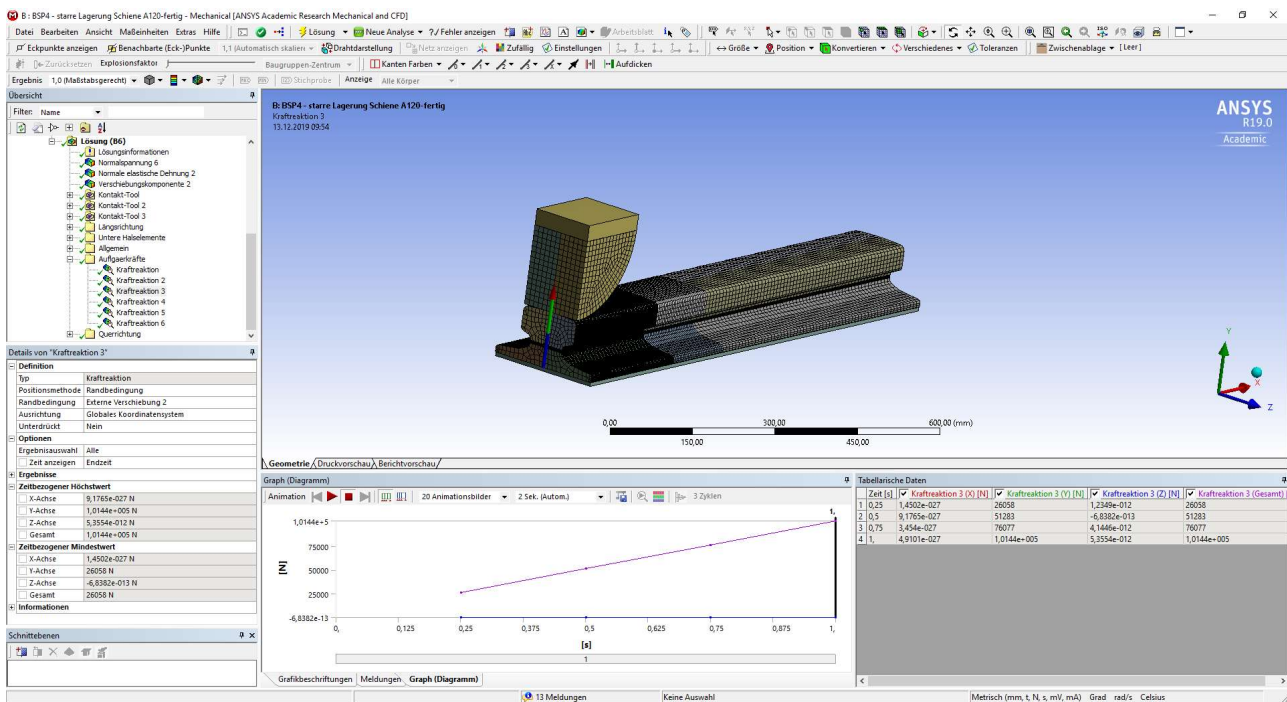 B : BSP4 - starre Lagerung Schiene A120-fertig - Mechanical [ANSYS Academic Research Mechanical and CFD]
Datei Bearbeiten Ansicht Maßeinheiten Extras Hilfe Lösung Neue Analyse ?/ Fehler anzeigen Arbeitsblatt
Eckpunkte anzeigen Benachbarte (Eck-)Punkte 1,1 (Automatisch skalieren Drahtdarstellung Netz anzeigen Zufällig Einstellungen Größe Position Konvertieren Verschiedenes Toleranzen Zwischenablage [Leer]
Zurücksetzen Explosionsfaktor Baugruppen-Zentrum Kanten Farben Aufdicken
Ergebnis 1,0 (Maßstabsgerecht) Stichprobe Anzeige Alle Körper
Übersicht
Filter: Name
Lösung (B6)
Lösungsinformationen
Normalspannung 6
Normale elastische Dehnung 2
Verschiebungskomponente 2
Kontakt-Tool
Kontakt-Tool 2
Kontakt-Tool 3
Längsrichtung
Untere Halselemente
Allgemein
Auflgaerkräfte
Kraftreaktion
Kraftreaktion 2
Kraftreaktion 3
Kraftreaktion 4
Kraftreaktion 5
Kraftreaktion 6
Querrichtung
Details von "Kraftreaktion 3"
Definition
Typ Kraftreaktion
Positionsmethode Randbedingung
Randbedingung Externe Verschiebung 2
Ausrichtung Globales Koordinatensystem
Unterdrückt Nein
Optionen
Ergebnisauswahl Alle
Zeit anzeigen Endzeit
Ergebnisse
Zeitbezogener Höchstwert
X-Achse 9,1765e-027 N
Y-Achse 1,0144e+005 N
Z-Achse 5,3554e-012 N
Gesamt 1,0144e+005 N
Zeitbezogener Mindestwert
X-Achse 1,4502e-027 N
Y-Achse 26058 N
Z-Achse -6,8382e-013 N
Gesamt 26058 N
Informationen
Schnittebenen
B: BSP4 - starre Lagerung Schiene A120-fertig
Kraftreaktion 3
13.12.2019 09:54
ANSYS
R19.0
Academic
Y
X
Z
0,00 300,00 600,00 (mm)
150,00 450,00
Geometrie Druckvorschau Berichtvorschau
Graph (Diagramm)
Animation 20 Animationsbilder 2 Sek. (Autom.) 3 Zyklen
1,
1,0144e+5
75000
50000
25000
-6,8382e-13
[N]
0, 0,125 0,25 0,375 0,5 0,625 0,75 0,875 1,
[s]
1
Grafikbeschriftungen Meldungen Graph (Diagramm)
Tabellarische Daten
Zeit [s] Kraftreaktion 3 (X) [N] Kraftreaktion 3 (Y) [N] Kraftreaktion 3 (Z) [N] Kraftreaktion 3 (Gesamt)
1 0,25 1,4502e-027 26058 1,2349e-012 26058
2 0,5 9,1765e-027 51283 -6,8382e-013 51283
3 0,75 3,454e-027 76077 4,1446e-012 76077
4 1, 4,9101e-027 1,0144e+005 5,3554e-012 1,0144e+005
13 Meldungen Keine Auswahl Metrisch (mm, t, N, s, mV, mA) Grad rad/s Celsius